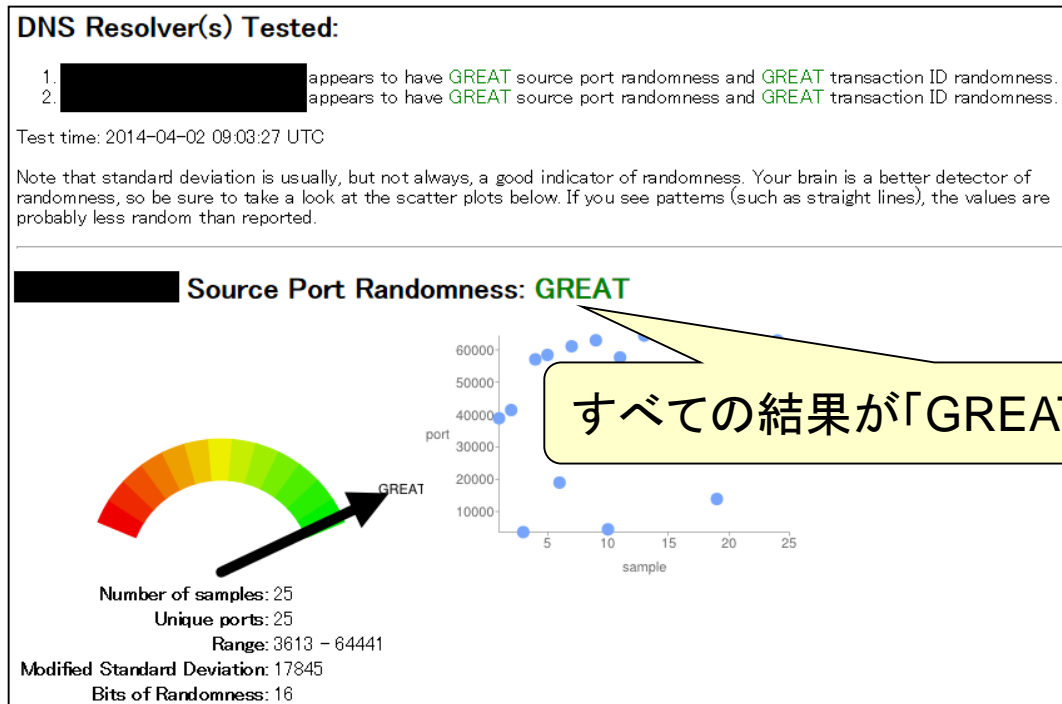 DNS Resolver(s) Tested:
1. appears to have GREAT source port randomness and GREAT transaction ID randomness.
2. appears to have GREAT source port randomness and GREAT transaction ID randomness.
Test time: 2014-04-02 09:03:27 UTC
Note that standard deviation is usually, but not always, a good indicator of randomness. Your brain is a better detector of
randomness, so be sure to take a look at the scatter plots below. If you see patterns (such as straight lines), the values are
probably less random than reported.
Source Port Randomness: GREAT
すべての結果が「GREAT
GREAT
port
60000
50000
40000
30000
20000
10000
5 10 15 20 25
sample
Number of samples: 25
Unique ports: 25
Range: 3613 - 64441
Modified Standard Deviation: 17845
Bits of Randomness: 16